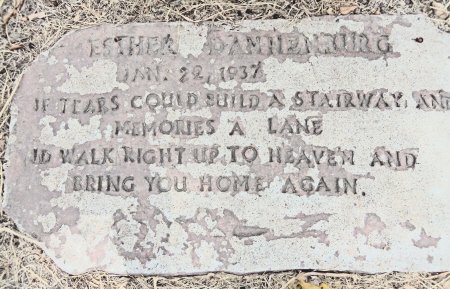 ESTHER DANNENBURG
JAN. 22, 1937
IF TEARS COULD BUILD A STAIRWAY, AND
MEMORIES A LANE
I'D WALK RIGHT UP TO HEAVEN AND
BRING YOU HOME AGAIN.